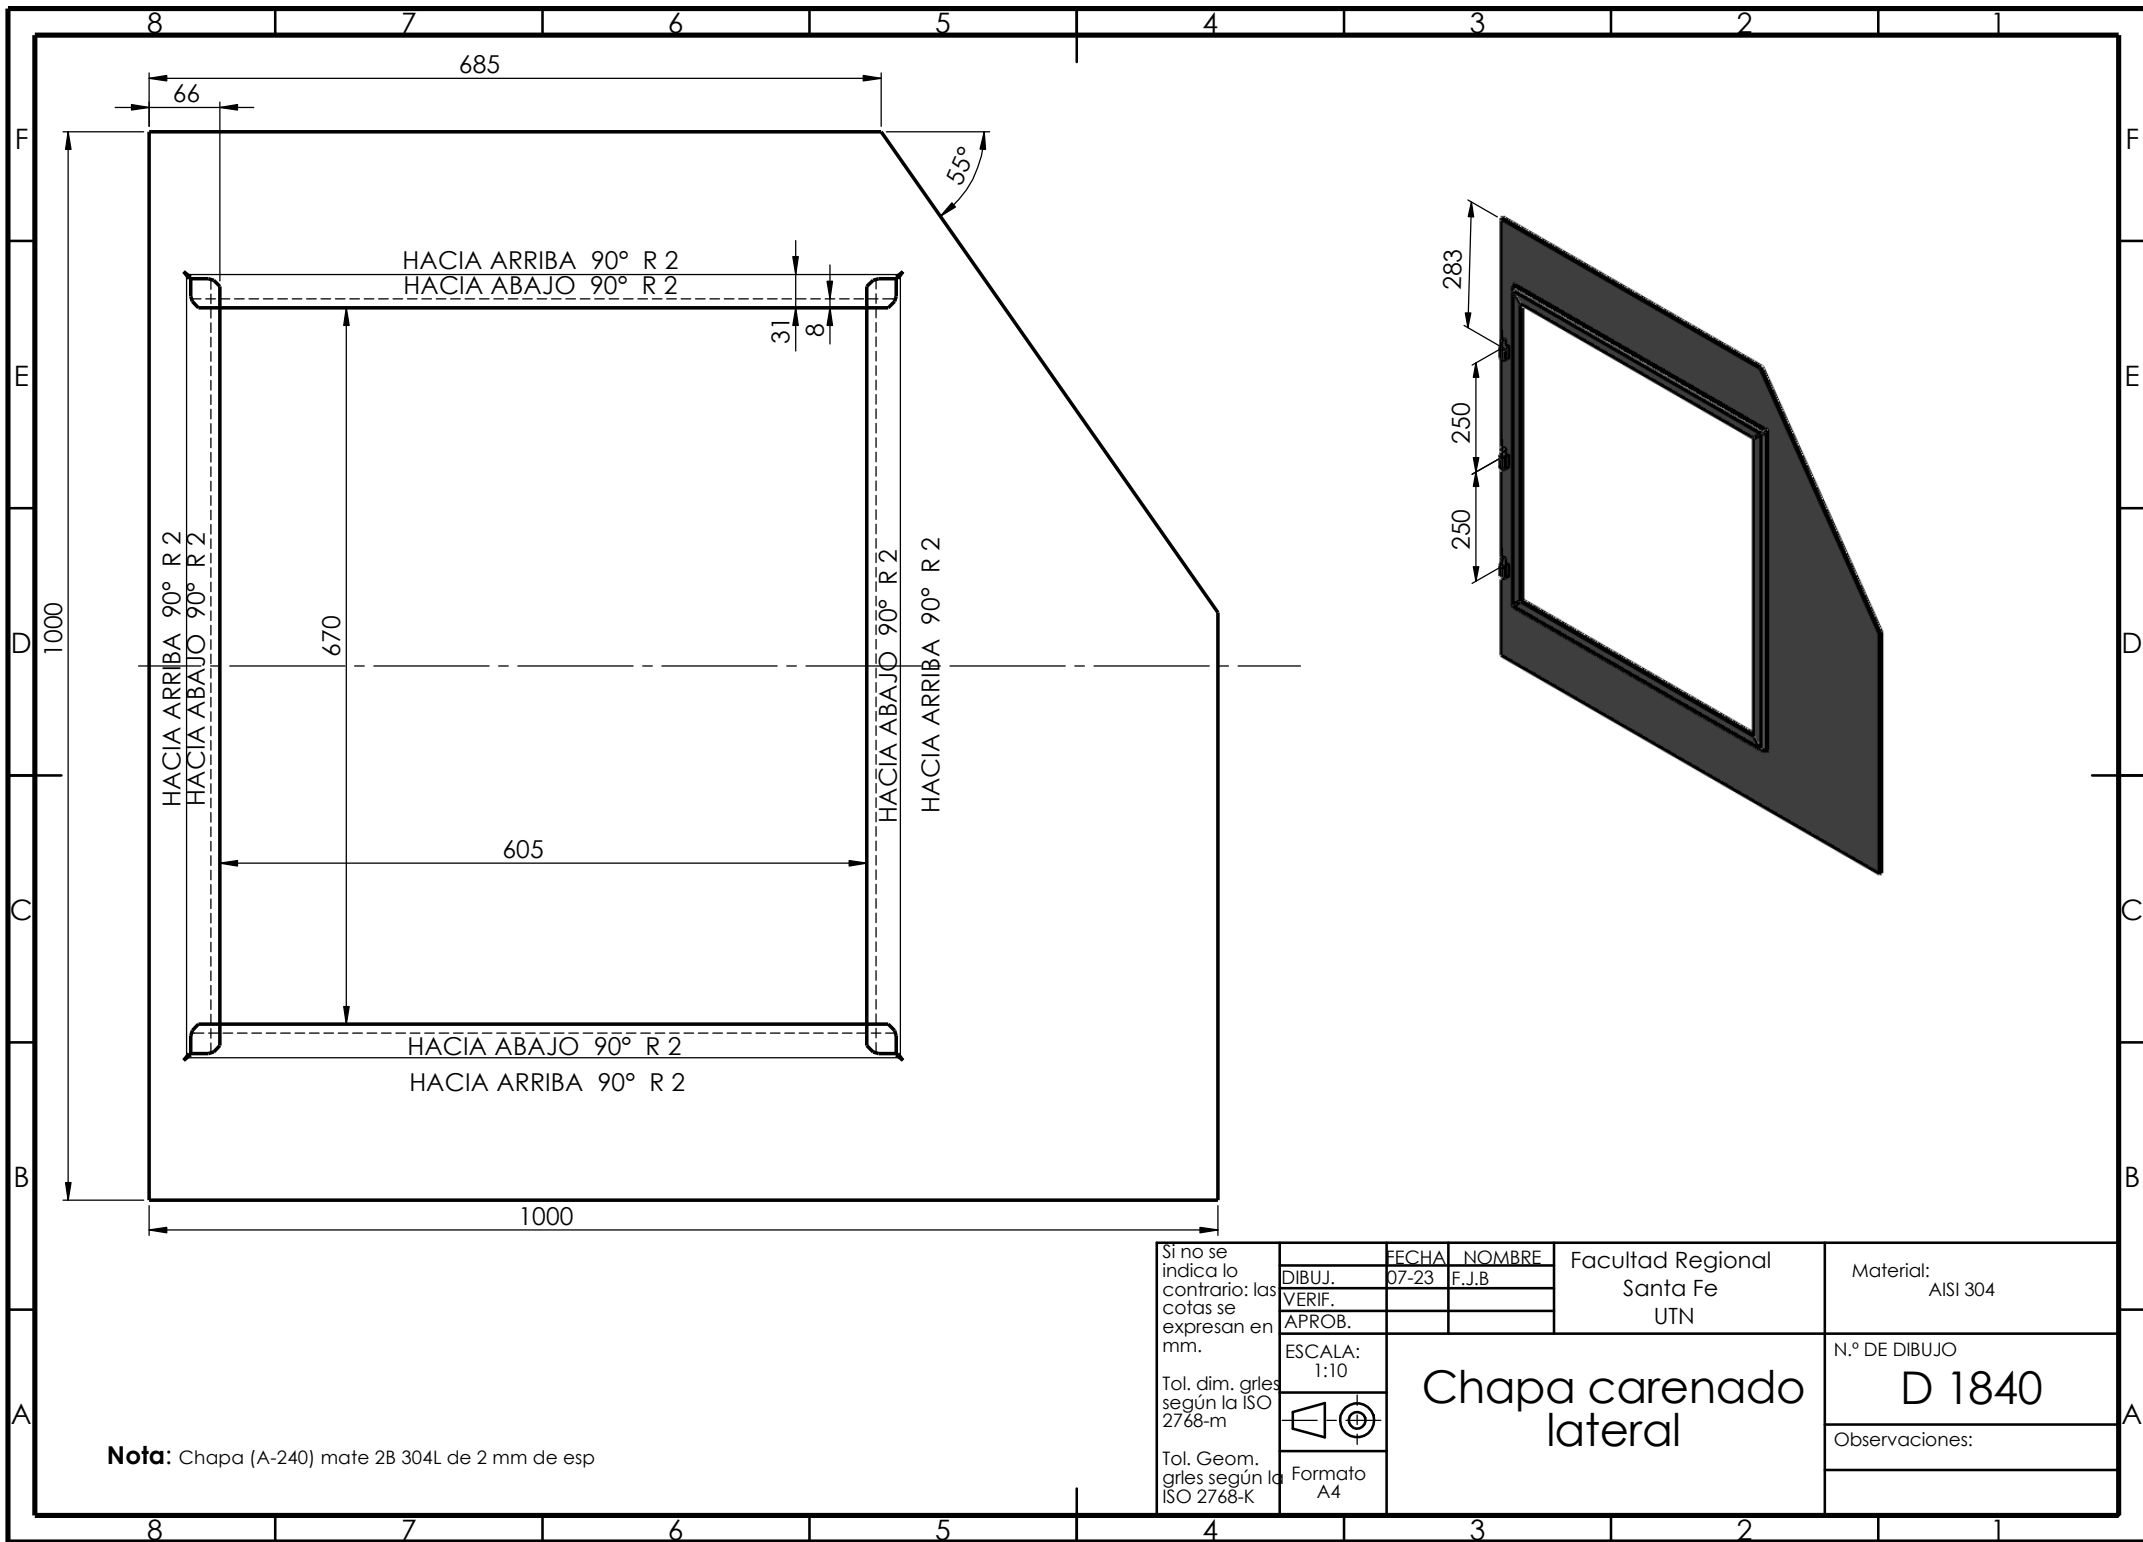 8 7 6 5 4 3 2 1
F
E
D
C
B
A
F
E
D
C
B
A
685
66
55°
HACIA ARRIBA 90° R 2
HACIA ABAJO 90° R 2
31
8
283
250
250
1000
HACIA ARRIBA 90° R 2
HACIA ABAJO 90° R 2
670
HACIA ABAJO 90° R 2
HACIA ARRIBA 90° R 2
605
HACIA ABAJO 90° R 2
HACIA ARRIBA 90° R 2
1000
Si no se
indica lo
contrario: las
cotas se
expresan en
mm.
Tol. dim. grles
según la ISO
2768-m
Tol. Geom.
grles según la
ISO 2768-K
FECHA NOMBRE
DIBUJ. 07-23 F.J.B
VERIF.
APROB.
ESCALA:
1:10
Formato
A4
Facultad Regional
Santa Fe
UTN
Material:
AISI 304
Chapa carenado
lateral
N.º DE DIBUJO
D 1840
Observaciones:
Nota: Chapa (A-240) mate 2B 304L de 2 mm de esp
8 7 6 5 4 3 2 1